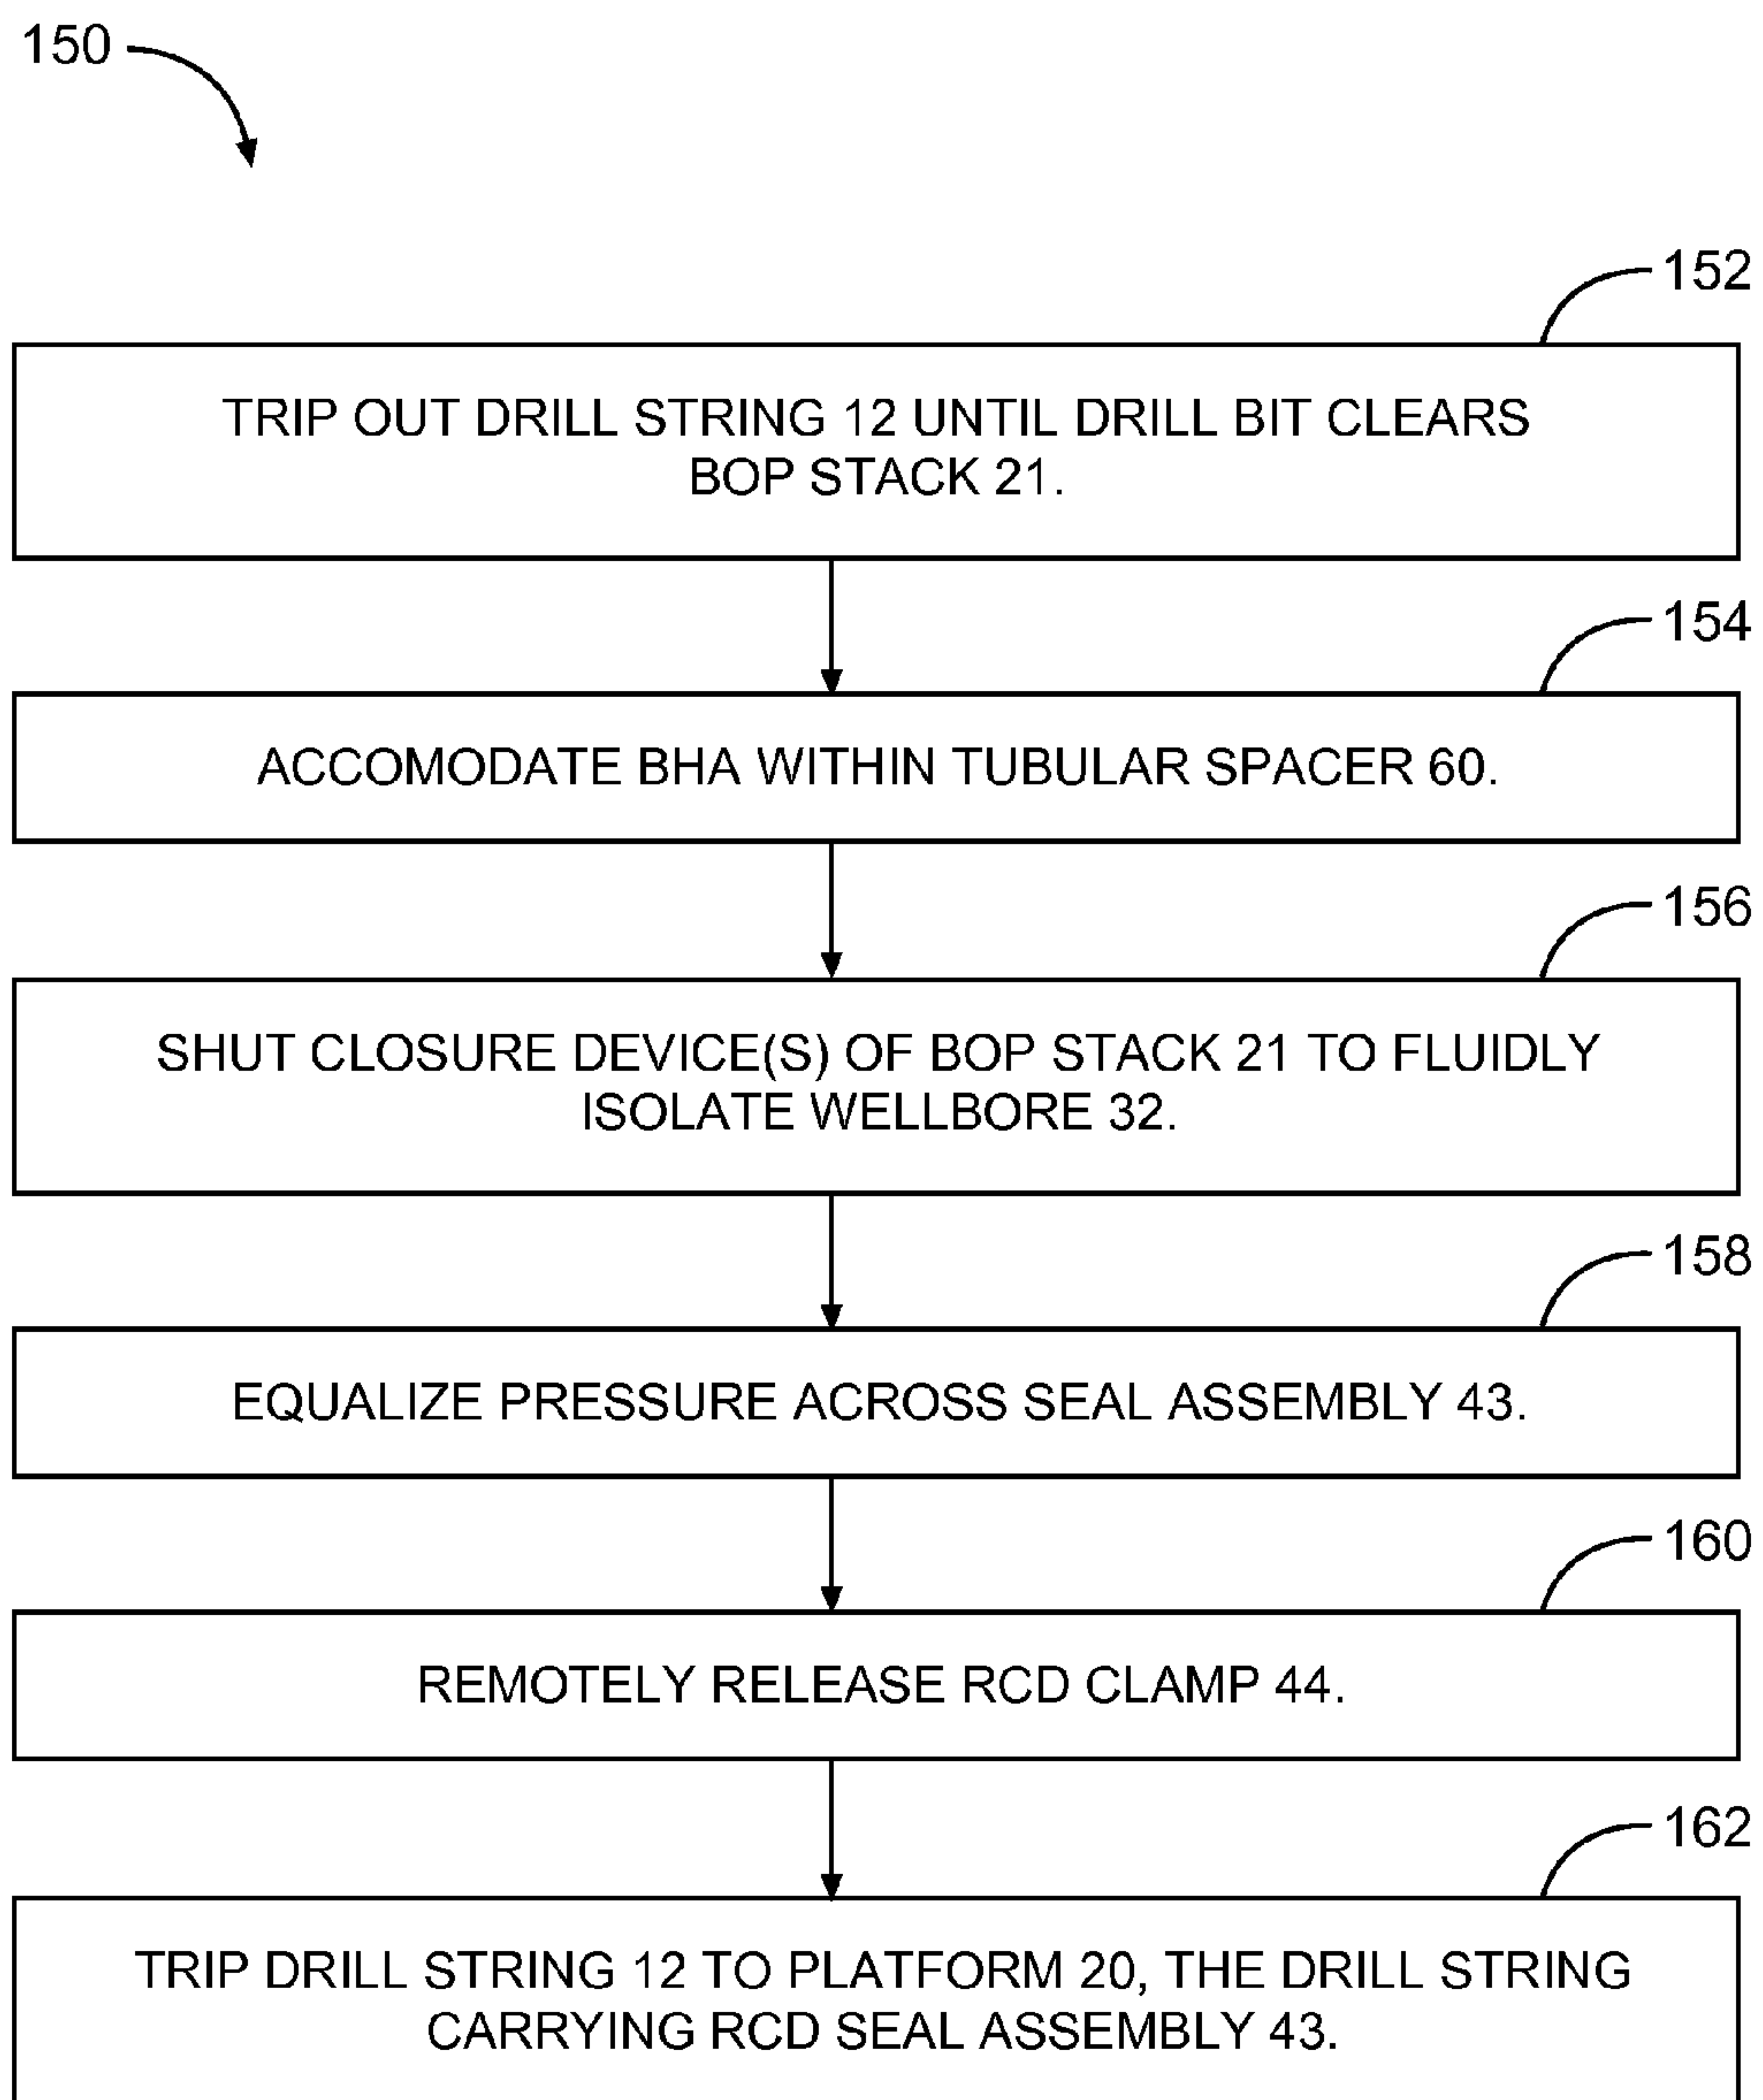 150
152
TRIP OUT DRILL STRING 12 UNTIL DRILL BIT CLEARS
BOP STACK 21.
154
ACCOMODATE BHA WITHIN TUBULAR SPACER 60.
156
SHUT CLOSURE DEVICE(S) OF BOP STACK 21 TO FLUIDLY
ISOLATE WELLBORE 32.
158
EQUALIZE PRESSURE ACROSS SEAL ASSEMBLY 43.
160
REMOTELY RELEASE RCD CLAMP 44.
162
TRIP DRILL STRING 12 TO PLATFORM 20, THE DRILL STRING
CARRYING RCD SEAL ASSEMBLY 43.